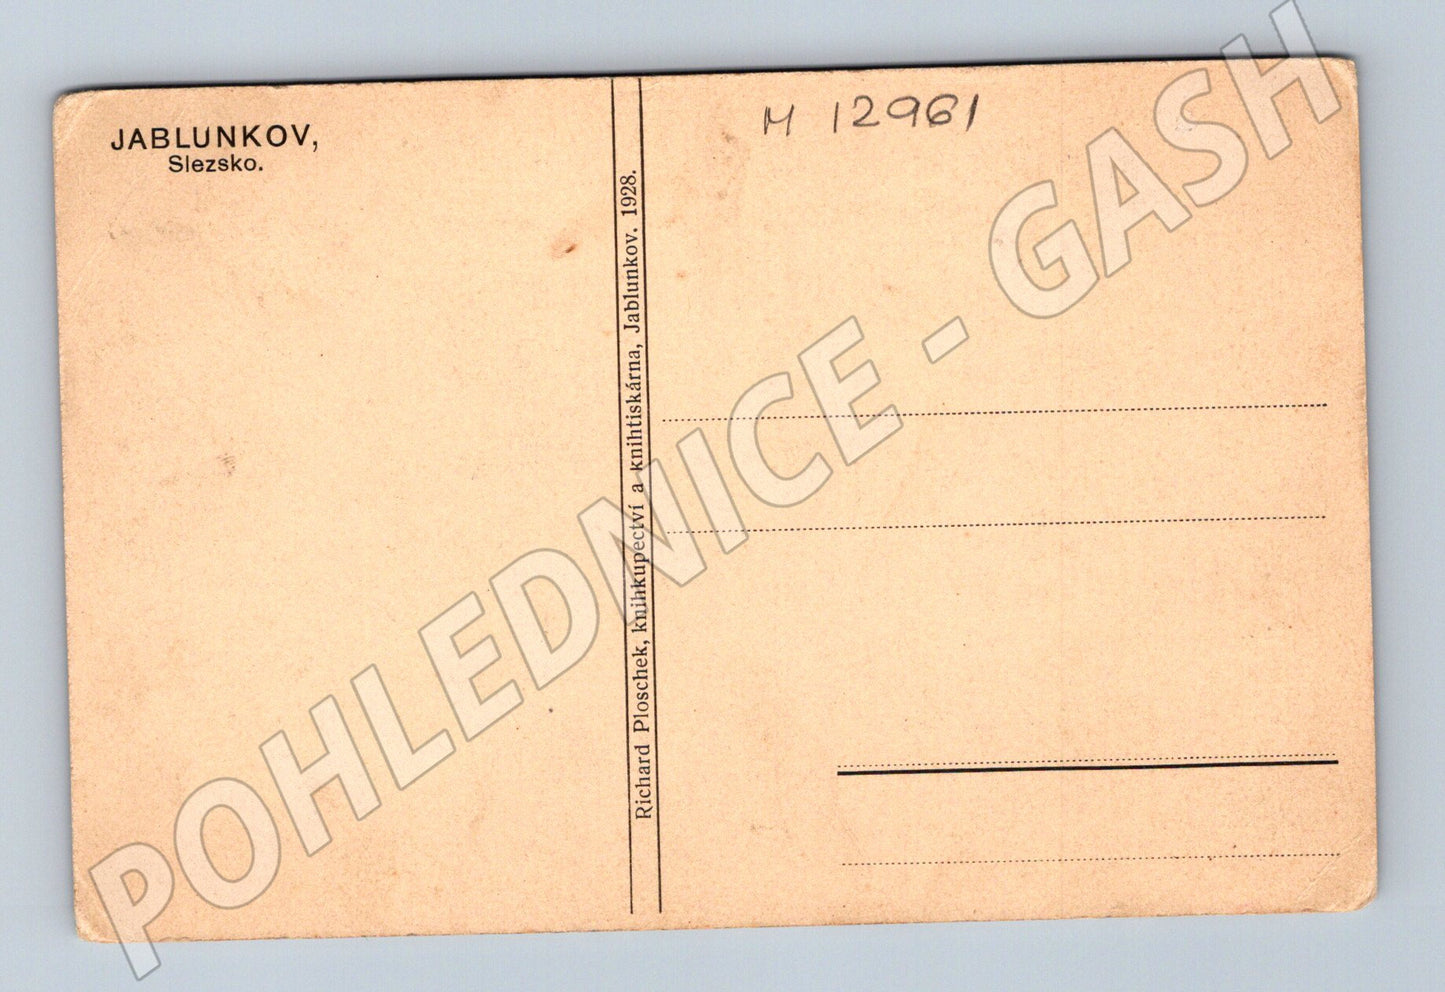 JABLUNKOV,
Slezsko.
M 12961
Richard Ploschek, knihkupectví a knihtiskárna, Jablunkov. 1928.
POHLEDNICE - GASH